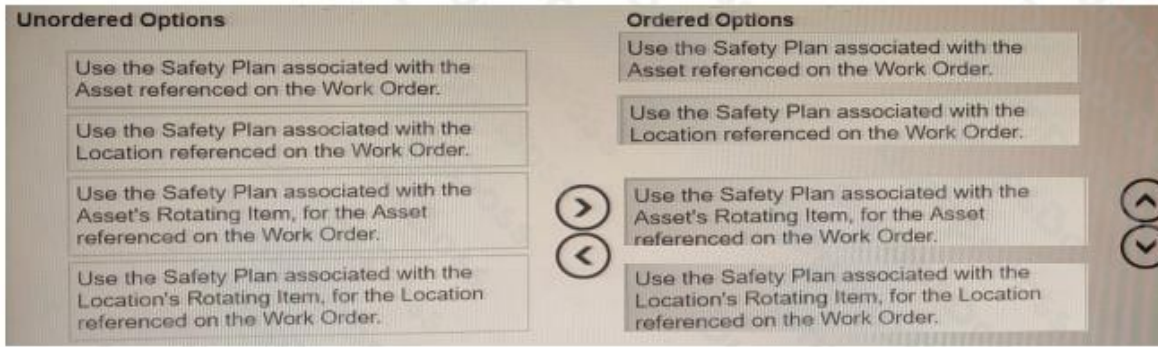 Unordered Options
Use the Safety Plan associated with the
Asset referenced on the Work Order.
Use the Safety Plan associated with the
Location referenced on the Work Order.
Use the Safety Plan associated with the
Asset's Rotating Item, for the Asset
referenced on the Work Order.
Use the Safety Plan associated with the
Location's Rotating Item, for the Location
referenced on the Work Order.
Ordered Options
Use the Safety Plan associated with the
Asset referenced on the Work Order.
Use the Safety Plan associated with the
Location referenced on the Work Order.
Use the Safety Plan associated with the
Asset's Rotating Item, for the Asset
referenced on the Work Order.
Use the Safety Plan associated with the
Location's Rotating Item, for the Location
referenced on the Work Order.